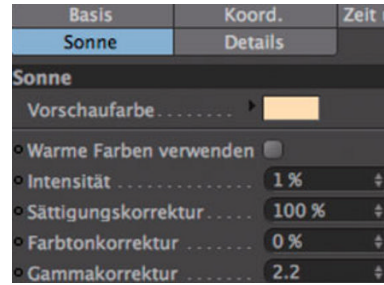 Basis Koord. Zeit
Sonne Details
Sonne
Vorschaufarbe........
Warme Farben verwenden
Intensität.............. 1 %
Sättigungskorrektur..... 100 %
Farbtonkorrektur....... 0 %
Gammakorrektur....... 2.2